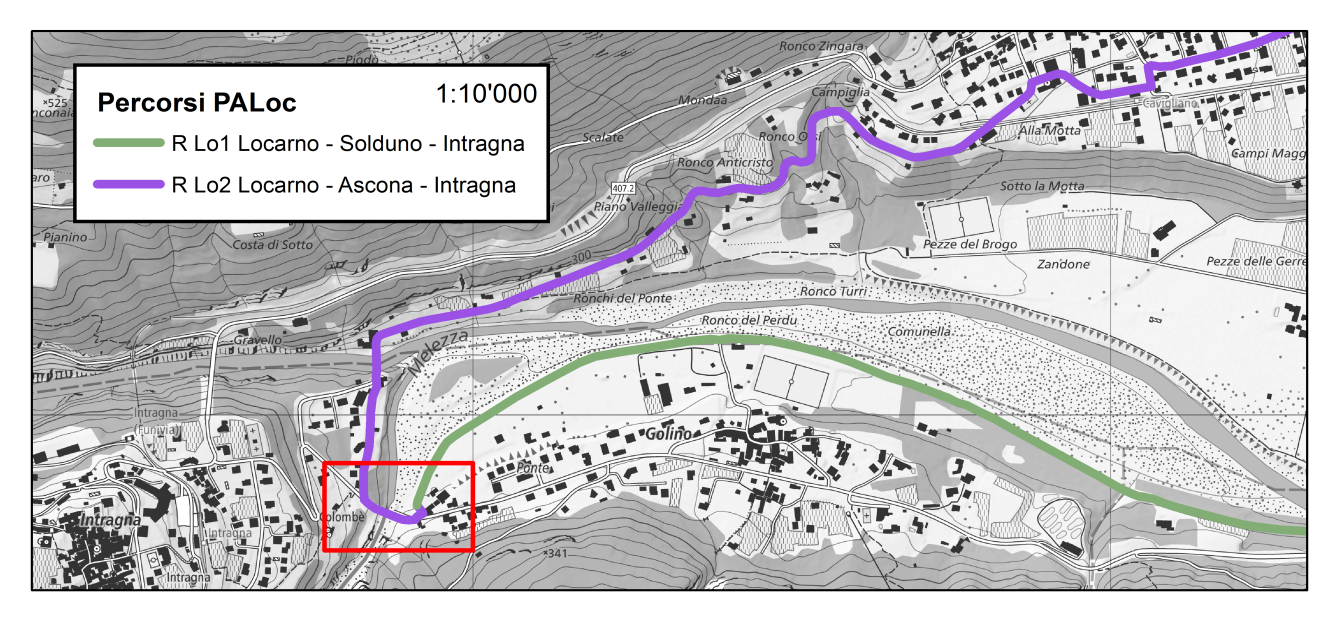 Ronco Zingara
Piodo
Percorsi PALoc
1:10'000
R Lo1 Locarno - Solduno - Intragna
R Lo2 Locarno - Ascona - Intragna
525
Mondaa
Campiglia
Cavigliano
Scalate
Alla Motta
Ronco Anticristo
Campi Magg
407.2
Sotto la Motta
Piano Valleggia
Pianino
Costa di Sotto
Pezze del Brogo
300
Zandone
Pezze delle Gerre
Ronchi del Ponte
Ronco Turri
Ronco del Perdu
Gravello
Melezza
Comunella
Intragna
(Funivia)
Golino
Ponte
Intragna
Intragna
341
Intragna